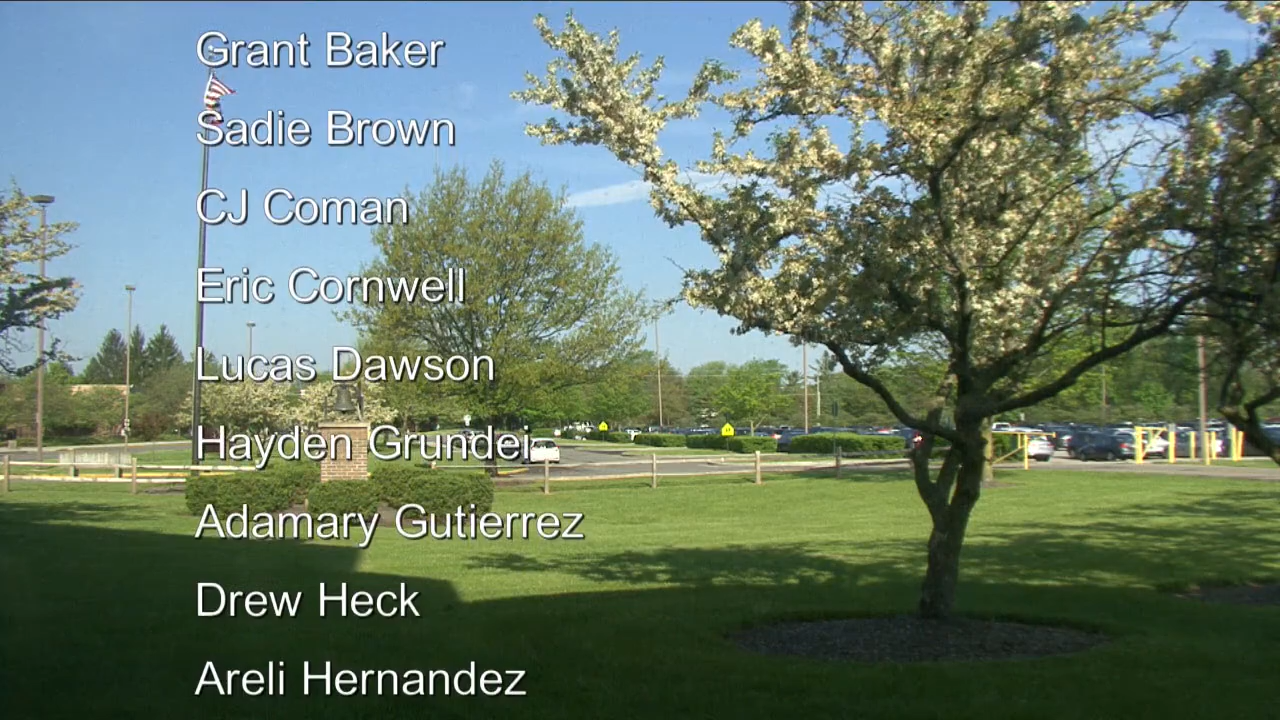 Grant Baker
Sadie Brown
CJ Coman
Eric Cornwell
Lucas Dawson
Hayden Grundei
Adamary Gutierrez
Drew Heck
Areli Hernandez